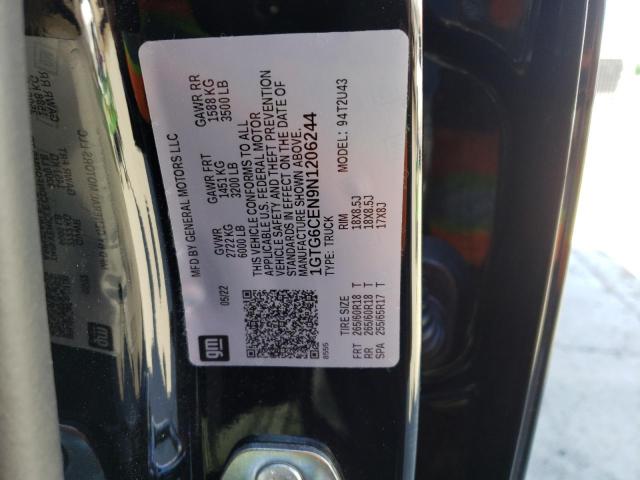 MFD BY GENERAL MOTORS LLC
05/22
GVWR
2722 KG
6000 LB
GAWR FRT
1451 KG
3200 LB
GAWR RR
1588 KG
3500 LB
THIS VEHICLE CONFORMS TO ALL
APPLICABLE U.S. FEDERAL MOTOR
VEHICLE SAFETY AND THEFT PREVENTION
STANDARDS IN EFFECT ON THE DATE OF
MANUFACTURE SHOWN ABOVE.
1GTG6CEN9N1206244
TYPE: TRUCK
MODEL: 94T2U43
gm
8555
TIRE SIZE RIM
FRT 265/60R18 T 18X8.5J
RR 265/60R18 T 18X8.5J
SPA 255/65R17 T 17X8J